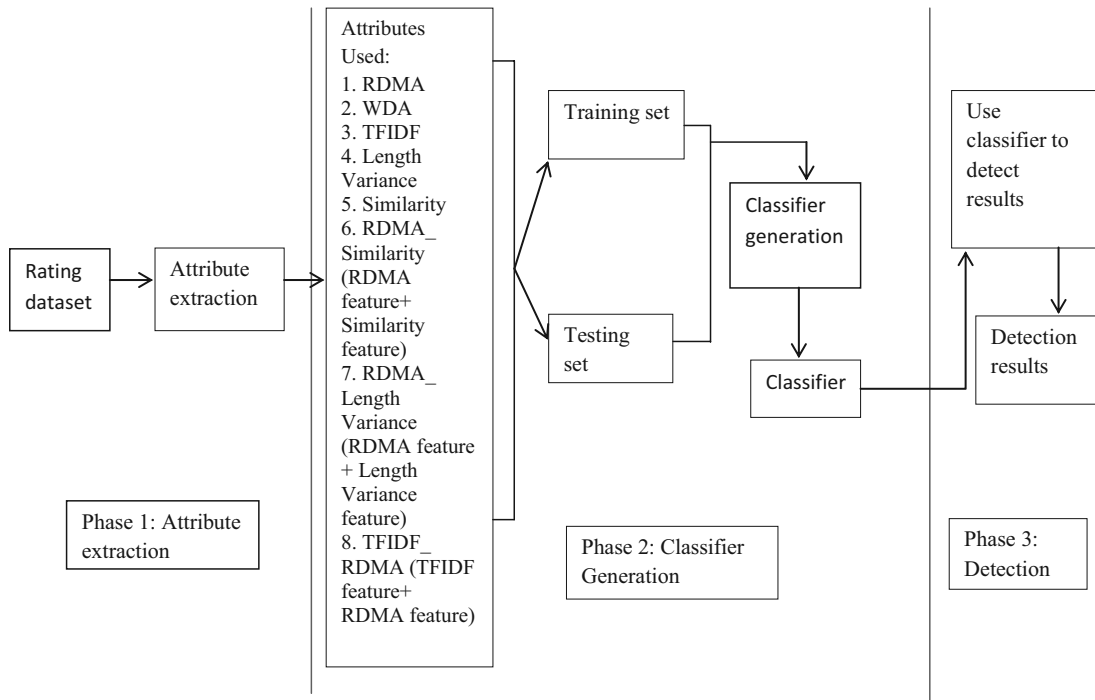 Rating
dataset
Attribute
extraction
Attributes
Used:
1. RDMA
2. WDA
3. TFIDF
4. Length
Variance
5. Similarity
6. RDMA_
Similarity
(RDMA
feature+
Similarity
feature)
7. RDMA_
Length
Variance
(RDMA feature
+ Length
Variance
feature)
8. TFIDF_
RDMA (TFIDF
feature+
RDMA feature)
Training set
Testing
set
Classifier
generation
Classifier
Use
classifier to
detect
results
Detection
results
Phase 1: Attribute
extraction
Phase 2: Classifier
Generation
Phase 3:
Detection